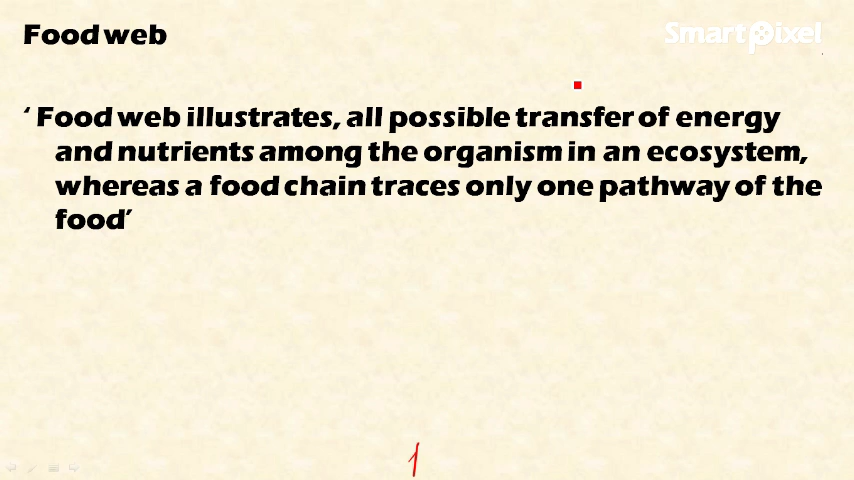 Food web
SmartPixel
‘ Food web illustrates, all possible transfer of energy
and nutrients among the organism in an ecosystem,
whereas a food chain traces only one pathway of the
food’
1